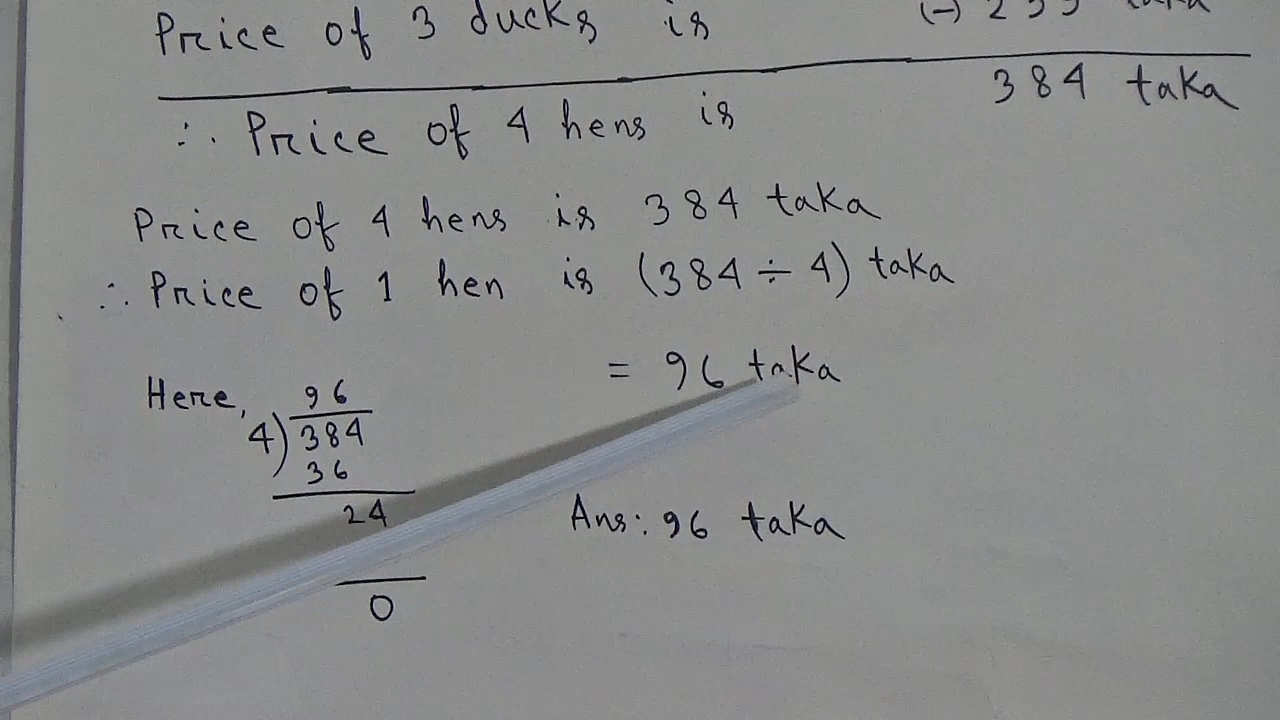 Price of 3 ducks is (-) 255 taka
384 taka
∴ Price of 4 hens is
Price of 4 hens is 384 taka
∴ Price of 1 hen is (384 ÷ 4) taka
= 96 taka
Here, 96
4) 384
36
24
Ans: 96 taka
0